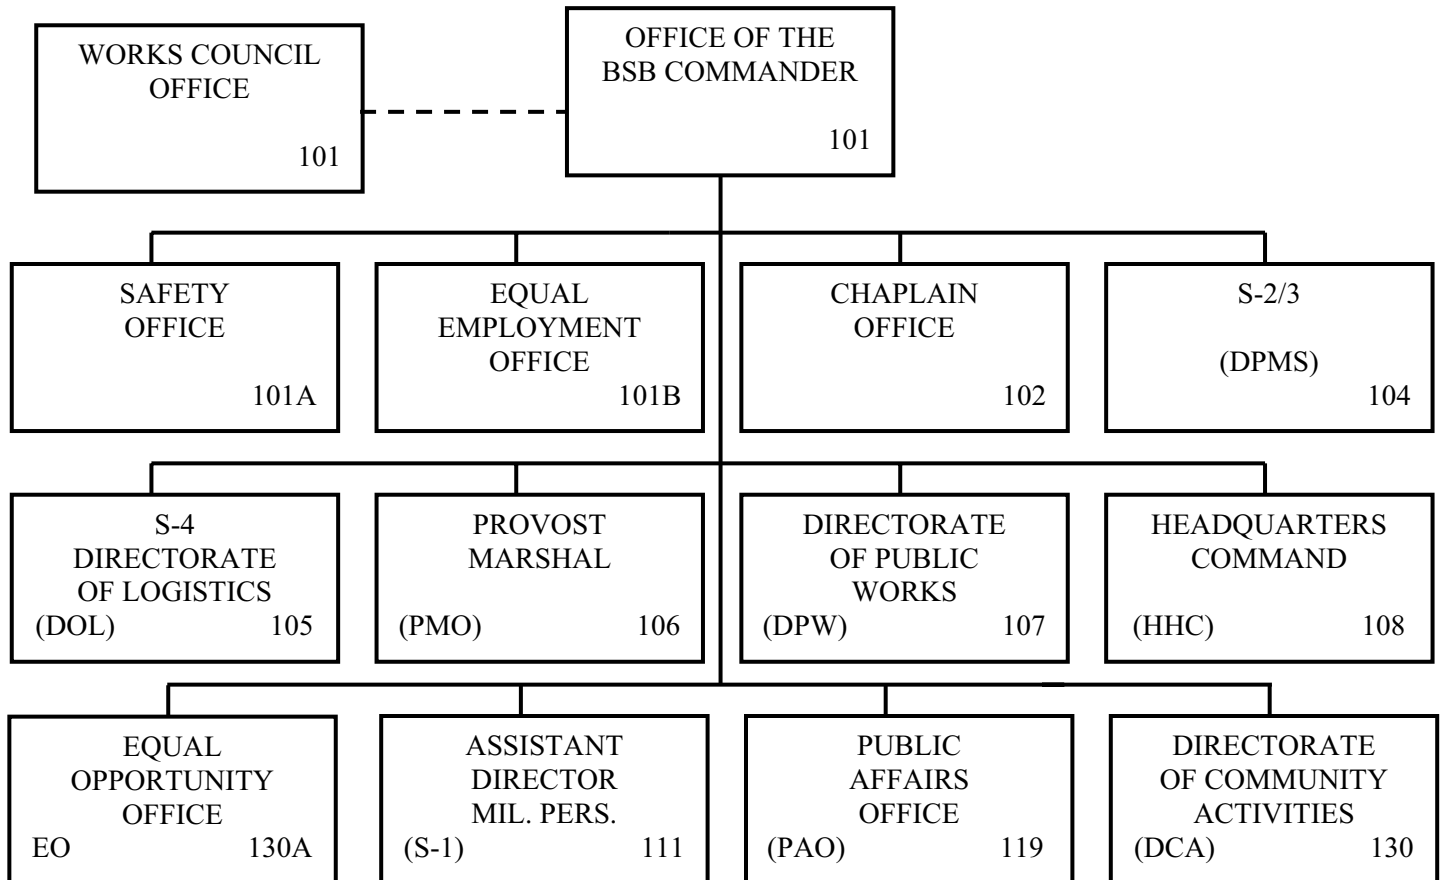 WORKS COUNCIL
OFFICE
101
OFFICE OF THE
BSB COMMANDER
101
SAFETY
OFFICE
101A
EQUAL
EMPLOYMENT
OFFICE
101B
CHAPLAIN
OFFICE
102
S-2/3
(DPMS)
104
S-4
DIRECTORATE
OF LOGISTICS
(DOL) 105
PROVOST
MARSHAL
(PMO) 106
DIRECTORATE
OF PUBLIC
WORKS
(DPW) 107
HEADQUARTERS
COMMAND
(HHC) 108
EQUAL
OPPORTUNITY
OFFICE
EO 130A
ASSISTANT
DIRECTOR
MIL. PERS.
(S-1) 111
PUBLIC
AFFAIRS
OFFICE
(PAO) 119
DIRECTORATE
OF COMMUNITY
ACTIVITIES
(DCA) 130